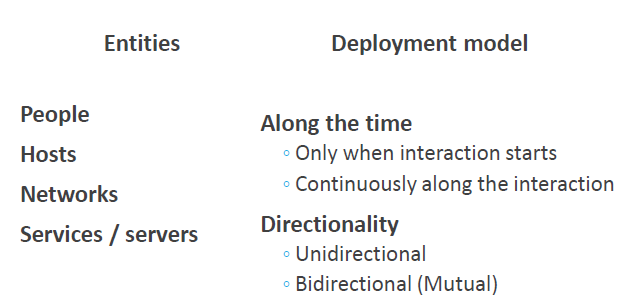 Entities
People
Hosts
Networks
Services / servers
Deployment model
Along the time
◦ Only when interaction starts
◦ Continuously along the interaction
Directionality
◦ Unidirectional
◦ Bidirectional (Mutual)